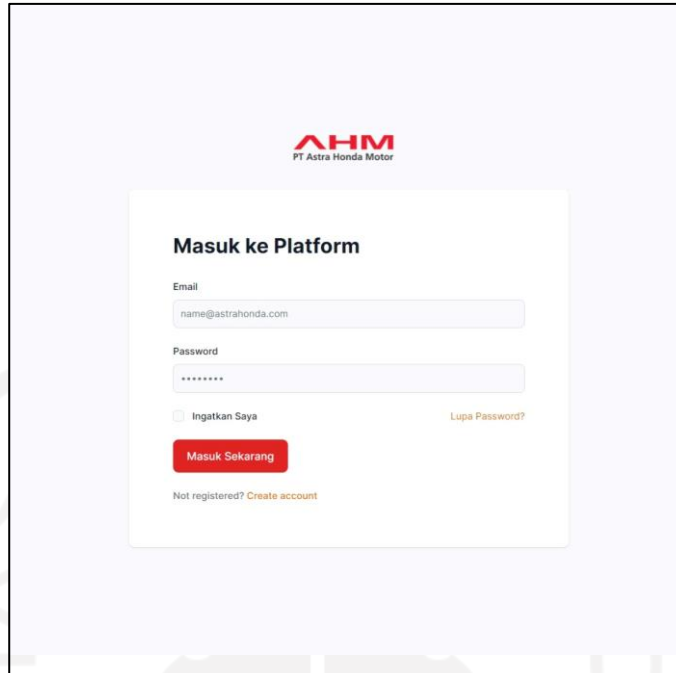 AHM
PT Astra Honda Motor
Masuk ke Platform
Email
name@astrahonda.com
Password
••••••••
Ingatkan Saya Lupa Password?
Masuk Sekarang
Not registered? Create account